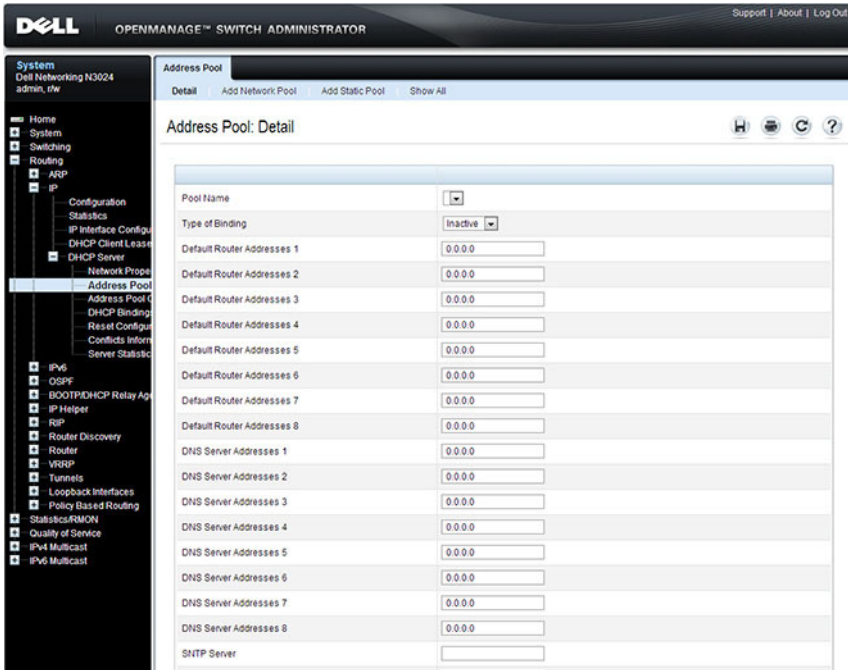 Support | About | Log Out
DELL OPENMANAGE™ SWITCH ADMINISTRATOR
System
Dell Networking N3024
admin, r/w
Home
System
Switching
Routing
ARP
IP
Configuration
Statistics
IP Interface Configu
DHCP Client Lease
DHCP Server
Network Prope
Address Pool
Address Pool C
DHCP Bindings
Reset Configur
Conflicts Inform
Server Statistic
IPv6
OSPF
BOOTP/DHCP Relay Age
IP Helper
RIP
Router Discovery
Router
VRRP
Tunnels
Loopback Interfaces
Policy Based Routing
Statistics/RMON
Quality of Service
IPv4 Multicast
IPv6 Multicast
Address Pool
Detail Add Network Pool Add Static Pool Show All
Address Pool: Detail
?
Pool Name
Type of Binding Inactive
Default Router Addresses 1 0.0.0.0
Default Router Addresses 2 0.0.0.0
Default Router Addresses 3 0.0.0.0
Default Router Addresses 4 0.0.0.0
Default Router Addresses 5 0.0.0.0
Default Router Addresses 6 0.0.0.0
Default Router Addresses 7 0.0.0.0
Default Router Addresses 8 0.0.0.0
DNS Server Addresses 1 0.0.0.0
DNS Server Addresses 2 0.0.0.0
DNS Server Addresses 3 0.0.0.0
DNS Server Addresses 4 0.0.0.0
DNS Server Addresses 5 0.0.0.0
DNS Server Addresses 6 0.0.0.0
DNS Server Addresses 7 0.0.0.0
DNS Server Addresses 8 0.0.0.0
SNTP Server